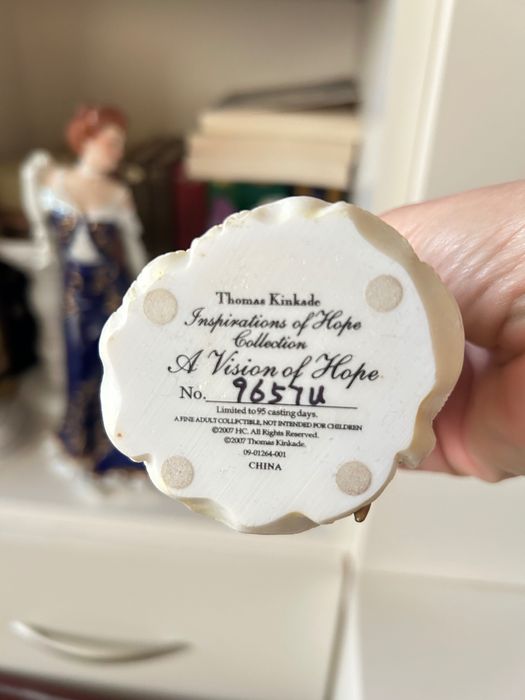 Thomas Kinkade
Inspirations of Hope
Collection
A Vision of Hope
No. 9657U
Limited to 95 casting days.
A FINE ADULT COLLECTIBLE, NOT INTENDED FOR CHILDREN
©2007 HC. All Rights Reserved.
©2007 Thomas Kinkade.
09-01264-001
CHINA